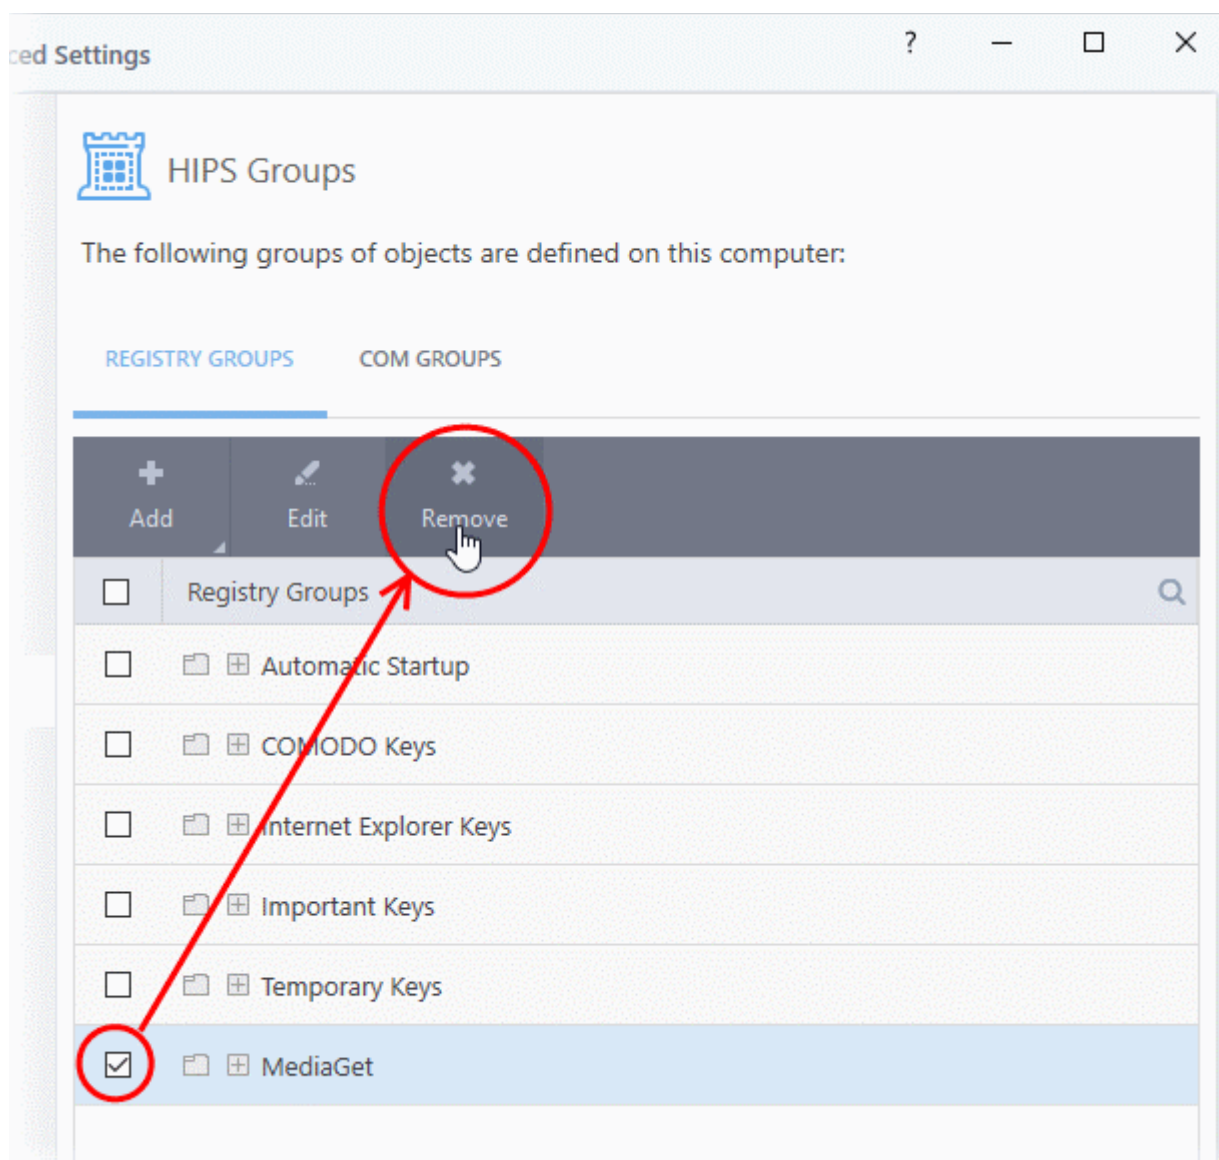 ced Settings
?
HIPS Groups
The following groups of objects are defined on this computer:
REGISTRY GROUPS COM GROUPS
Add Edit Remove
Registry Groups
Automatic Startup
COMODO Keys
Internet Explorer Keys
Important Keys
Temporary Keys
MediaGet